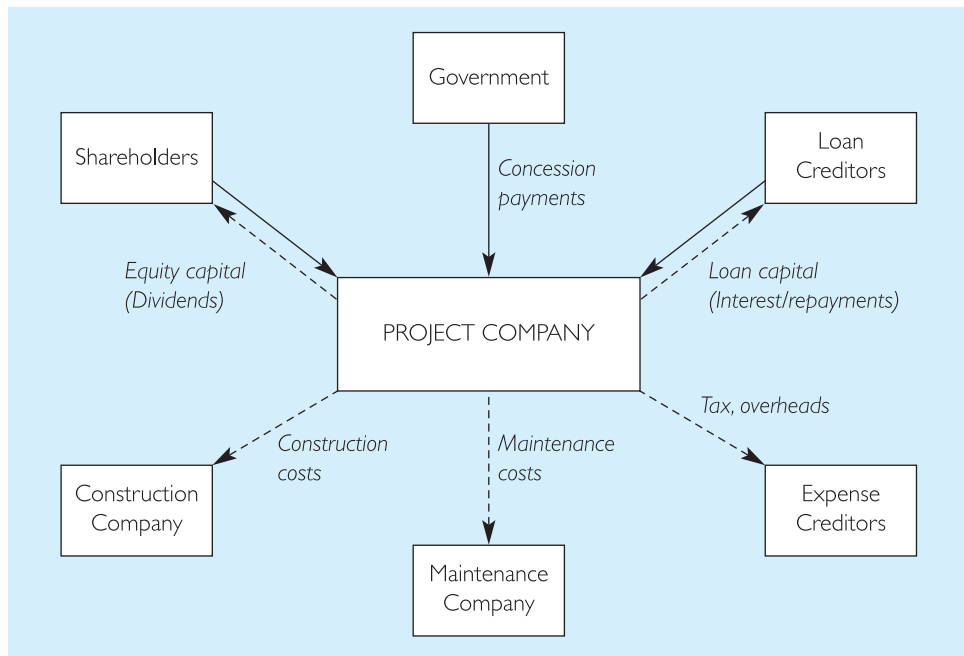 Government
Shareholders
Loan
Creditors
Concession
payments
Equity capital
(Dividends)
Loan capital
(Interest/repayments)
PROJECT COMPANY
Tax, overheads
Construction
costs
Maintenance
costs
Construction
Company
Expense
Creditors
Maintenance
Company